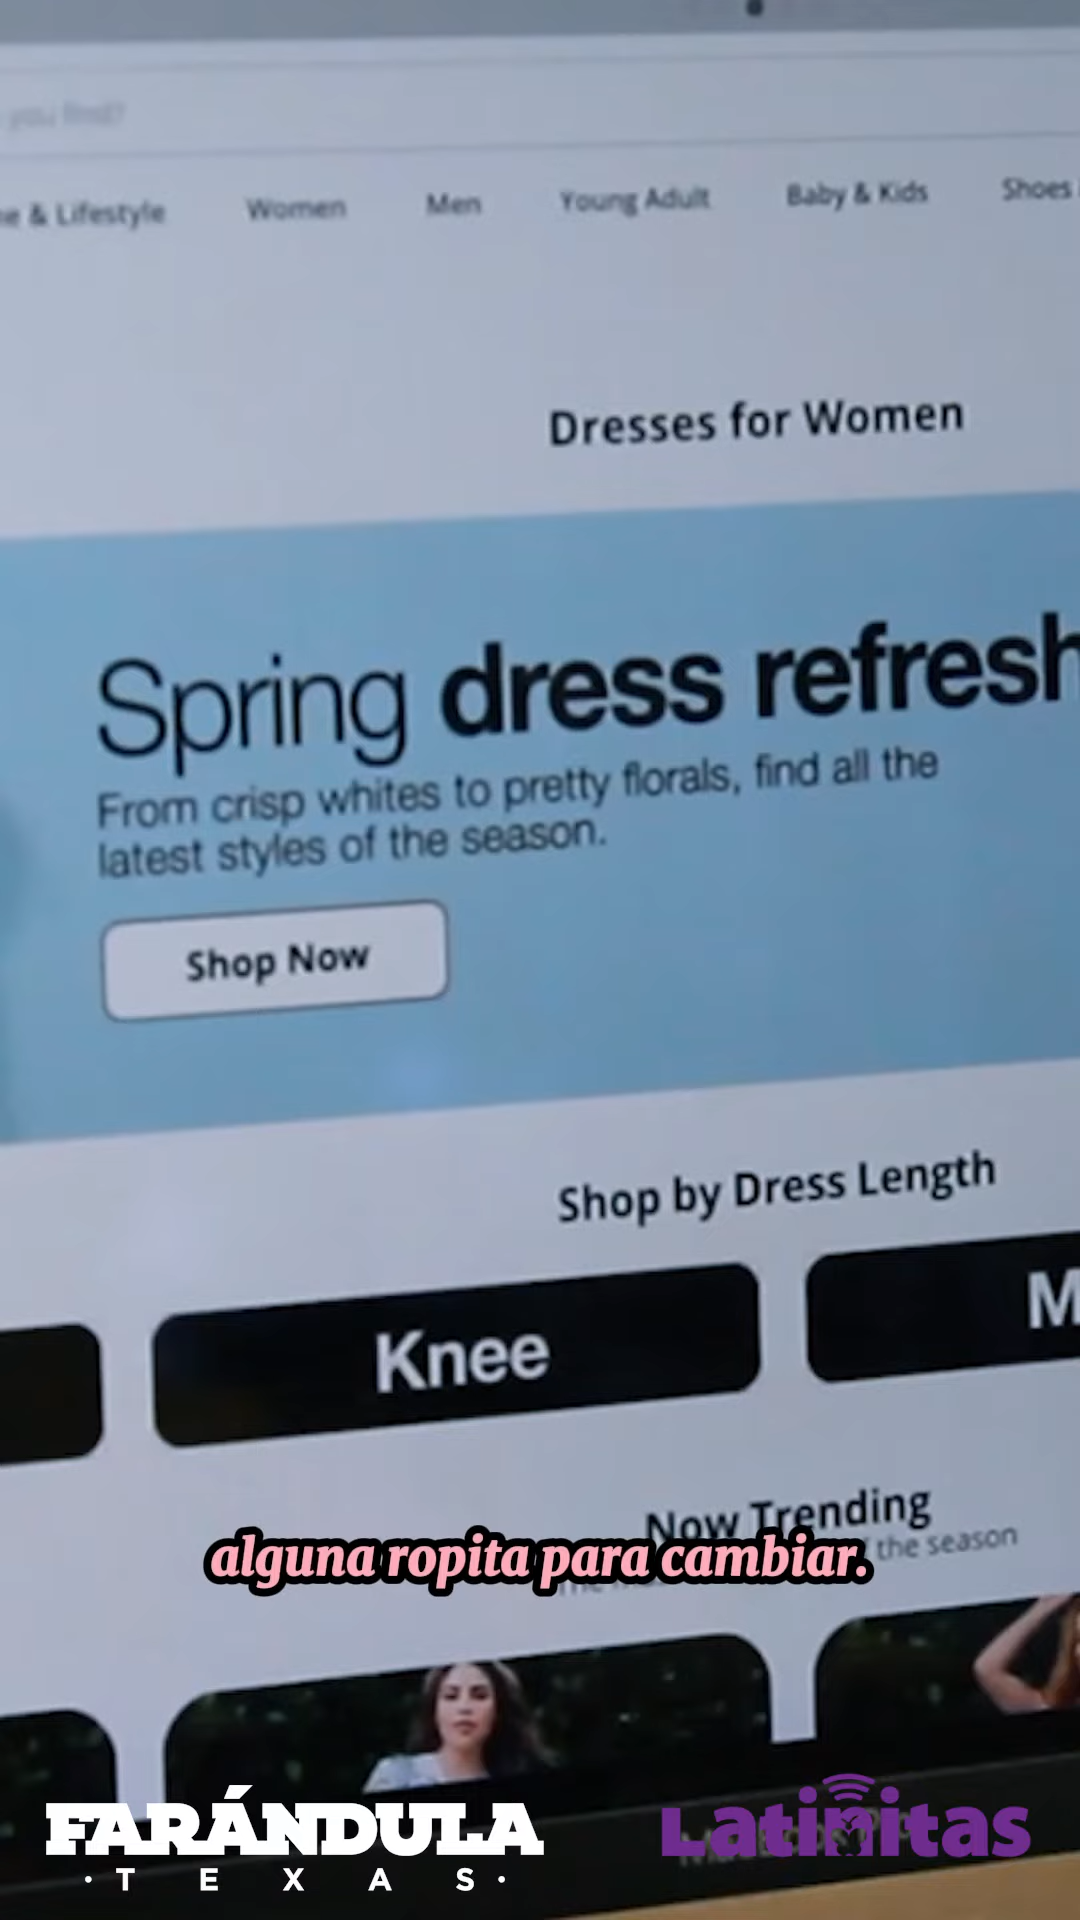 you find?
& Lifestyle
Women
Men
Young Adult
Baby & Kids
Shoes
Dresses for Women
Spring dress refresh
From crisp whites to pretty florals, find all the
latest styles of the season.
Shop Now
Shop by Dress Length
Knee
M
Now Trending
the season
alguna ropita para cambiar.
FARÁNDULA
· T E X A S ·
Latinitas